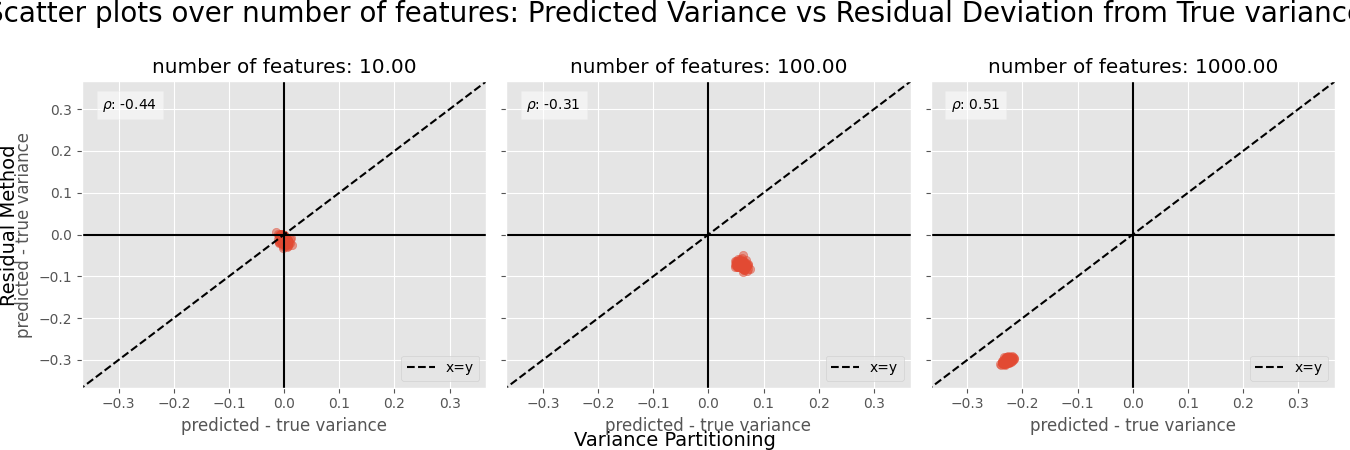 Scatter plots over number of features: Predicted Variance vs Residual Deviation from True variance
number of features: 10.00
number of features: 100.00
number of features: 1000.00
ρ: -0.44
ρ: -0.31
ρ: 0.51
Residual Method
predicted - true variance
0.3
0.2
0.1
0.0
−0.1
−0.2
−0.3
x=y
x=y
x=y
−0.3 −0.2 −0.1 0.0 0.1 0.2 0.3
−0.3 −0.2 −0.1 0.0 0.1 0.2 0.3
−0.3 −0.2 −0.1 0.0 0.1 0.2 0.3
predicted - true variance
predicted - true variance
predicted - true variance
Variance Partitioning